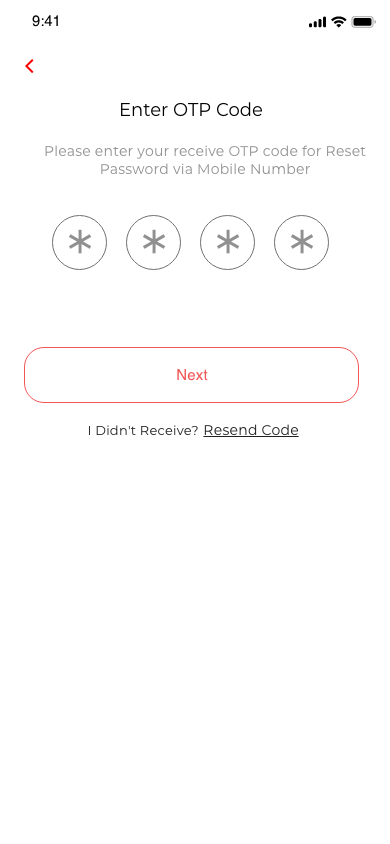 9:41
Enter OTP Code
Please enter your receive OTP code for Reset
Password via Mobile Number
* * * *
Next
I Didn't Receive? Resend Code